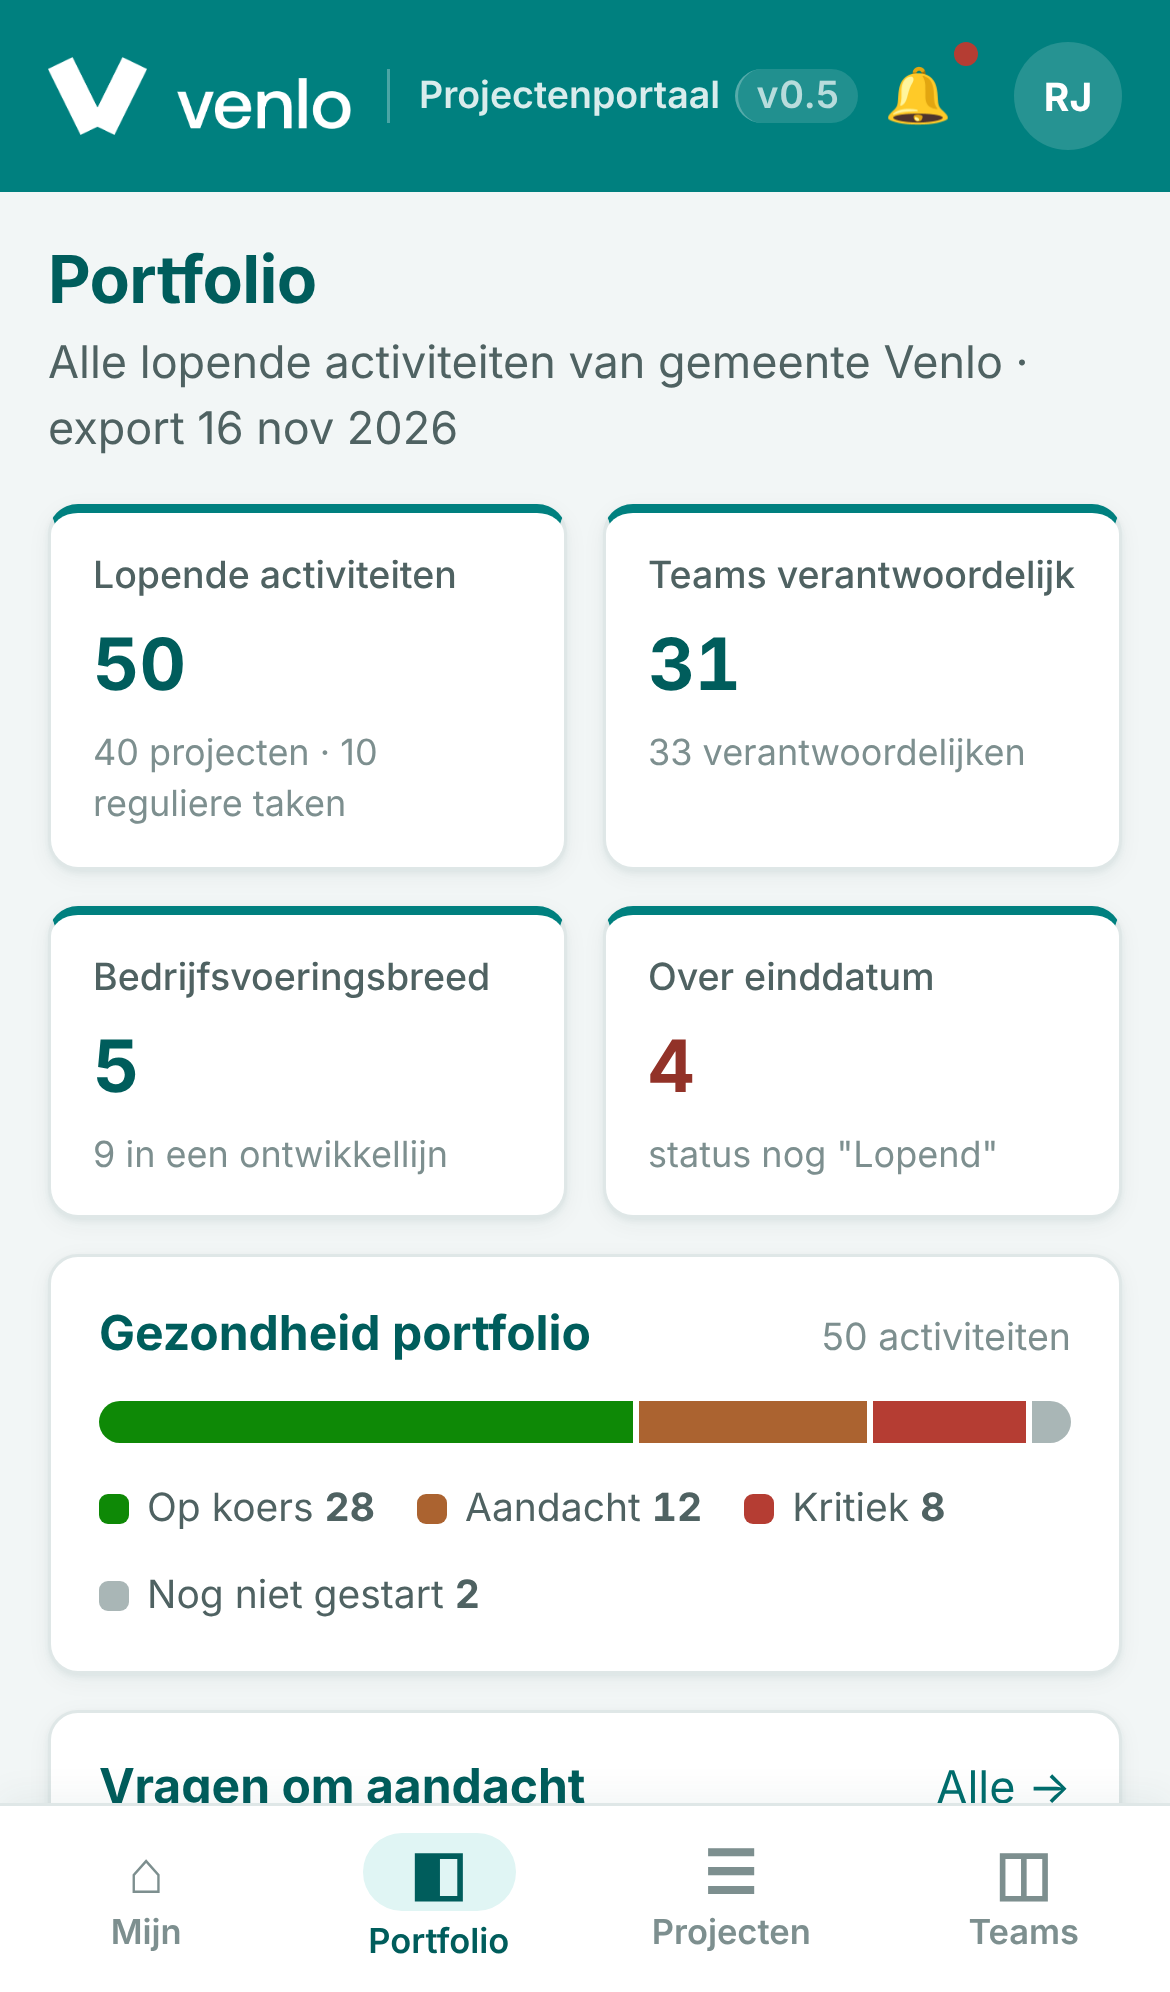 venlo
Projectenportaal v0.5
RJ
Portfolio
Alle lopende activiteiten van gemeente Venlo ·
export 16 nov 2026
Lopende activiteiten
50
40 projecten · 10
reguliere taken
Teams verantwoordelijk
31
33 verantwoordelijken
Bedrijfsvoeringsbreed
5
9 in een ontwikkellijn
Over einddatum
4
status nog "Lopend"
Gezondheid portfolio
50 activiteiten
Op koers 28 Aandacht 12 Kritiek 8
Nog niet gestart 2
Vragen om aandacht
Alle →
Mijn
Portfolio
Projecten
Teams